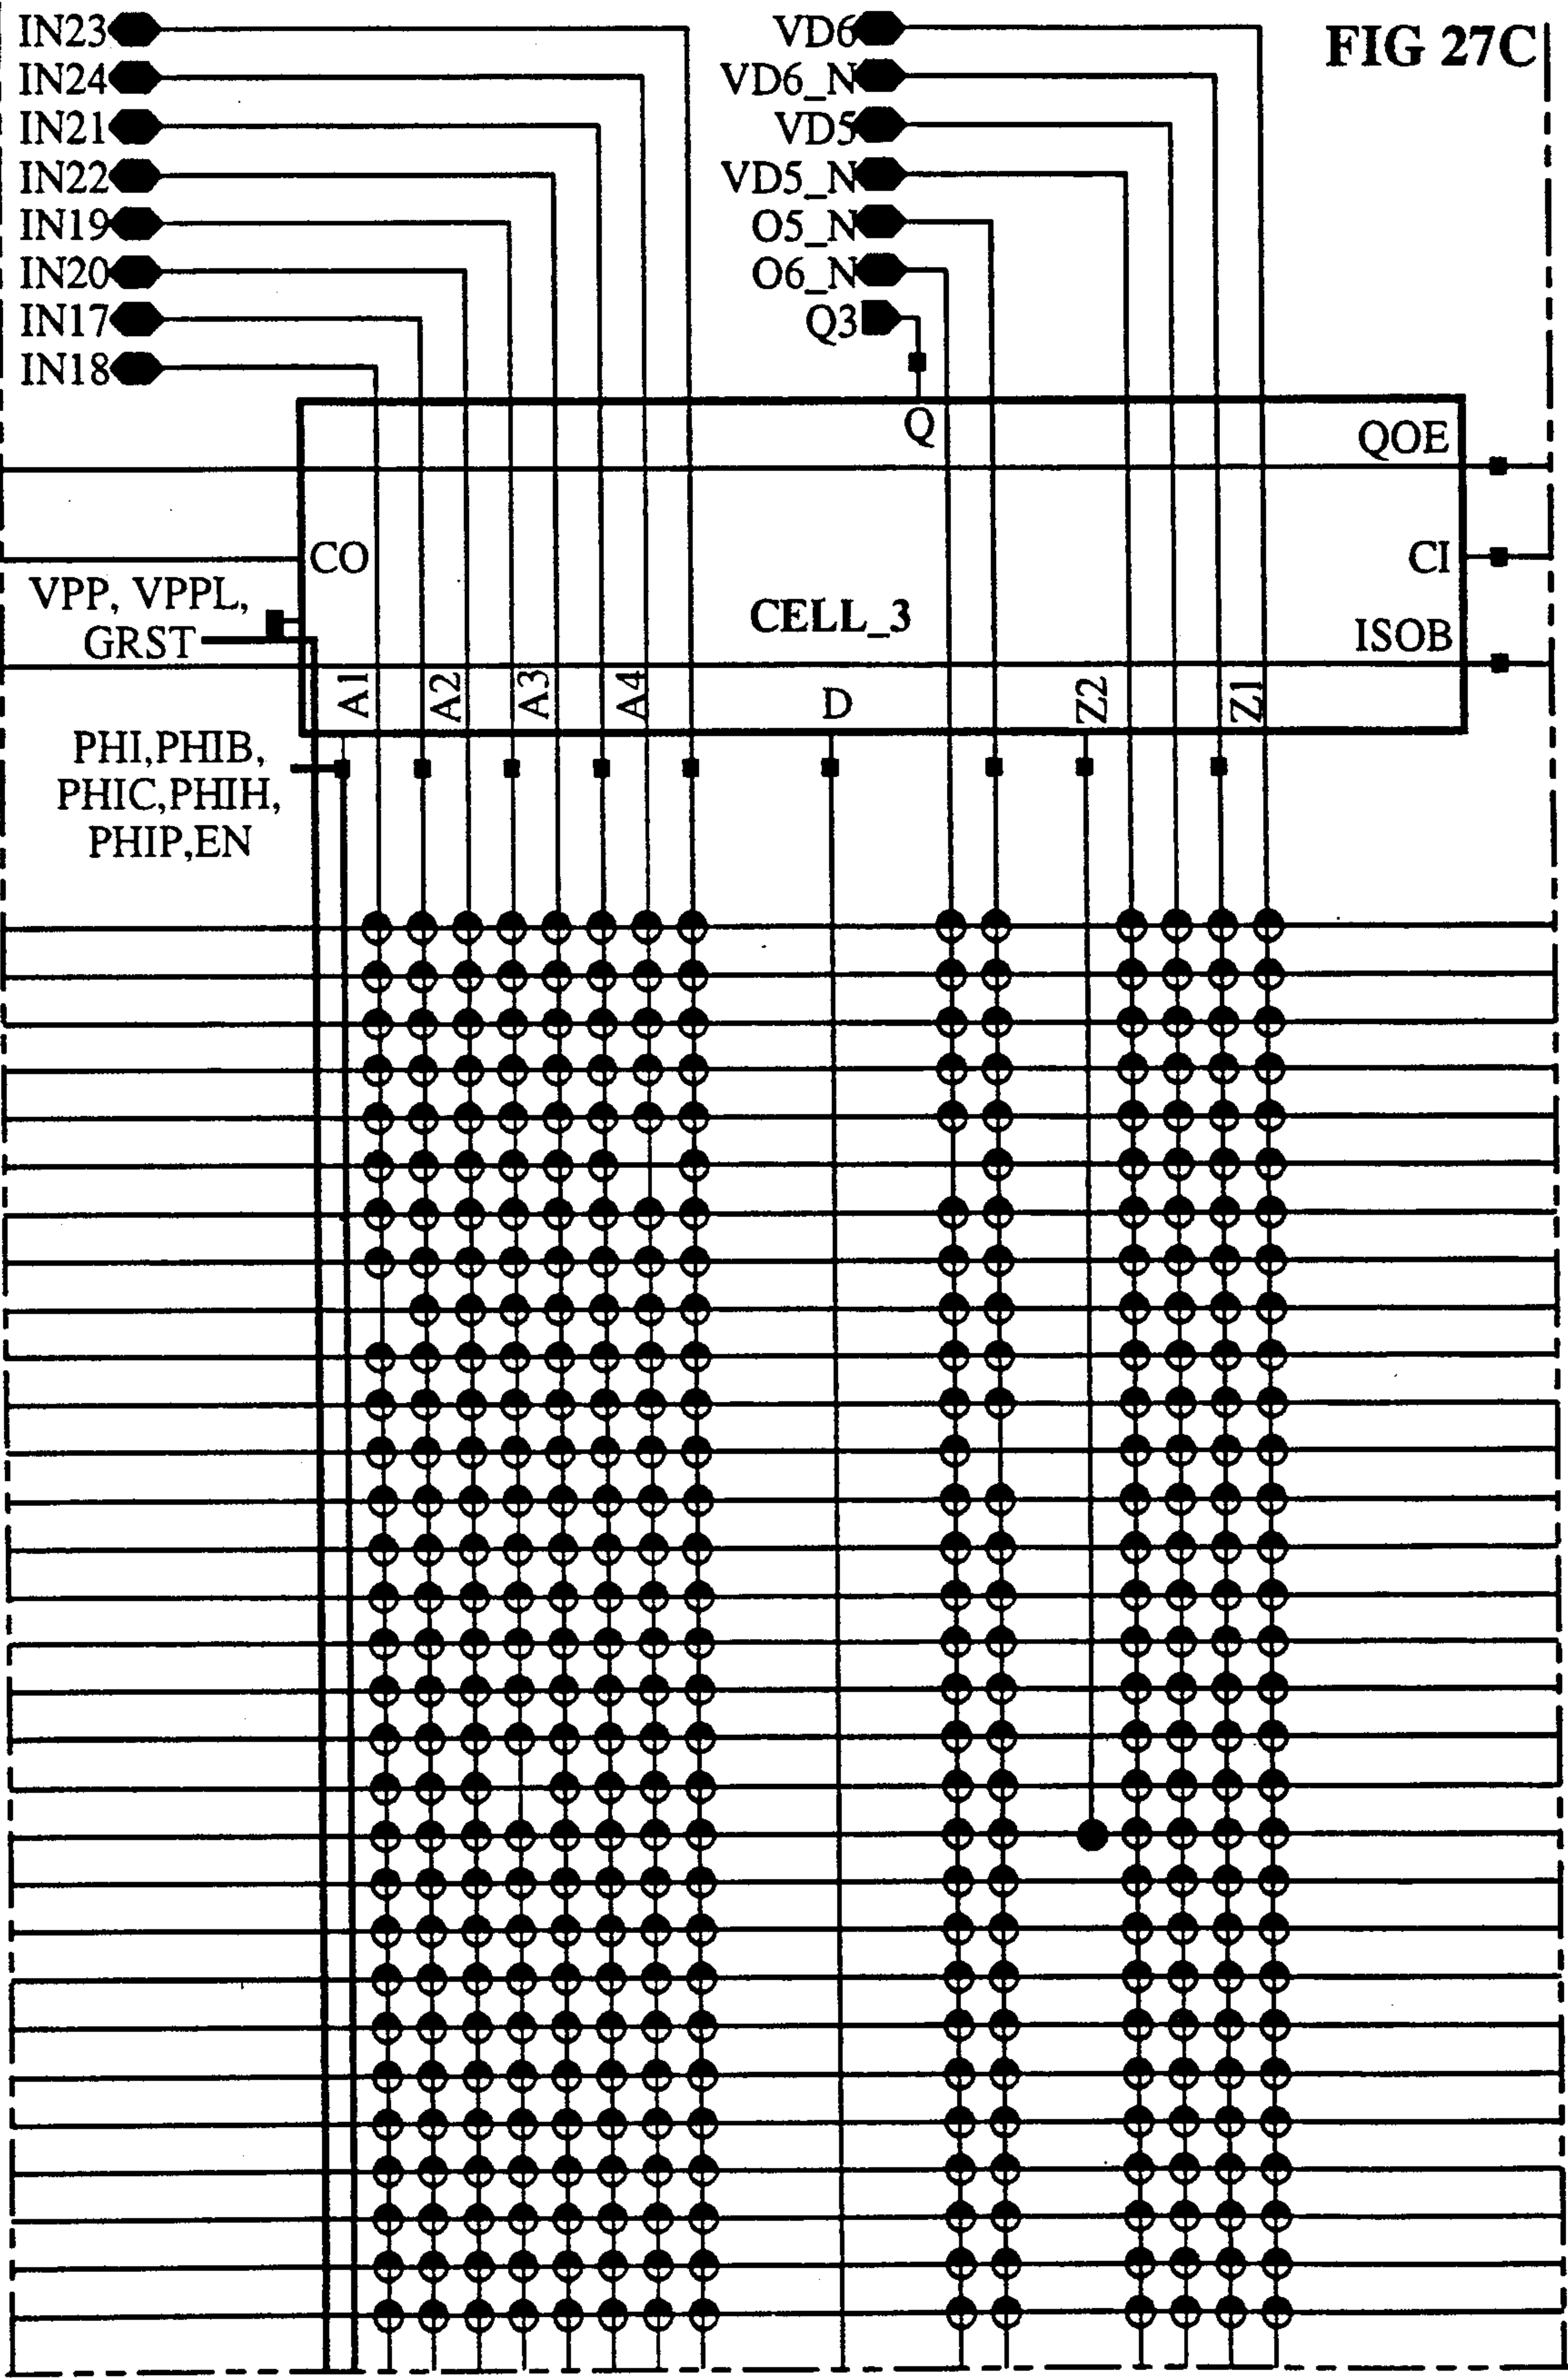 FIG 27C
IN23
IN24
IN21
IN22
IN19
IN20
IN17
IN18
VD6
VD6_N
VD5
VD5_N
O5_N
O6_N
Q3
Q
QOE
CO
CI
VPP, VPPL,
GRST
CELL_3
ISOB
A1
A2
A3
A4
D
Z2
Z1
PHI,PHIB,
PHIC,PHIH,
PHIP,EN